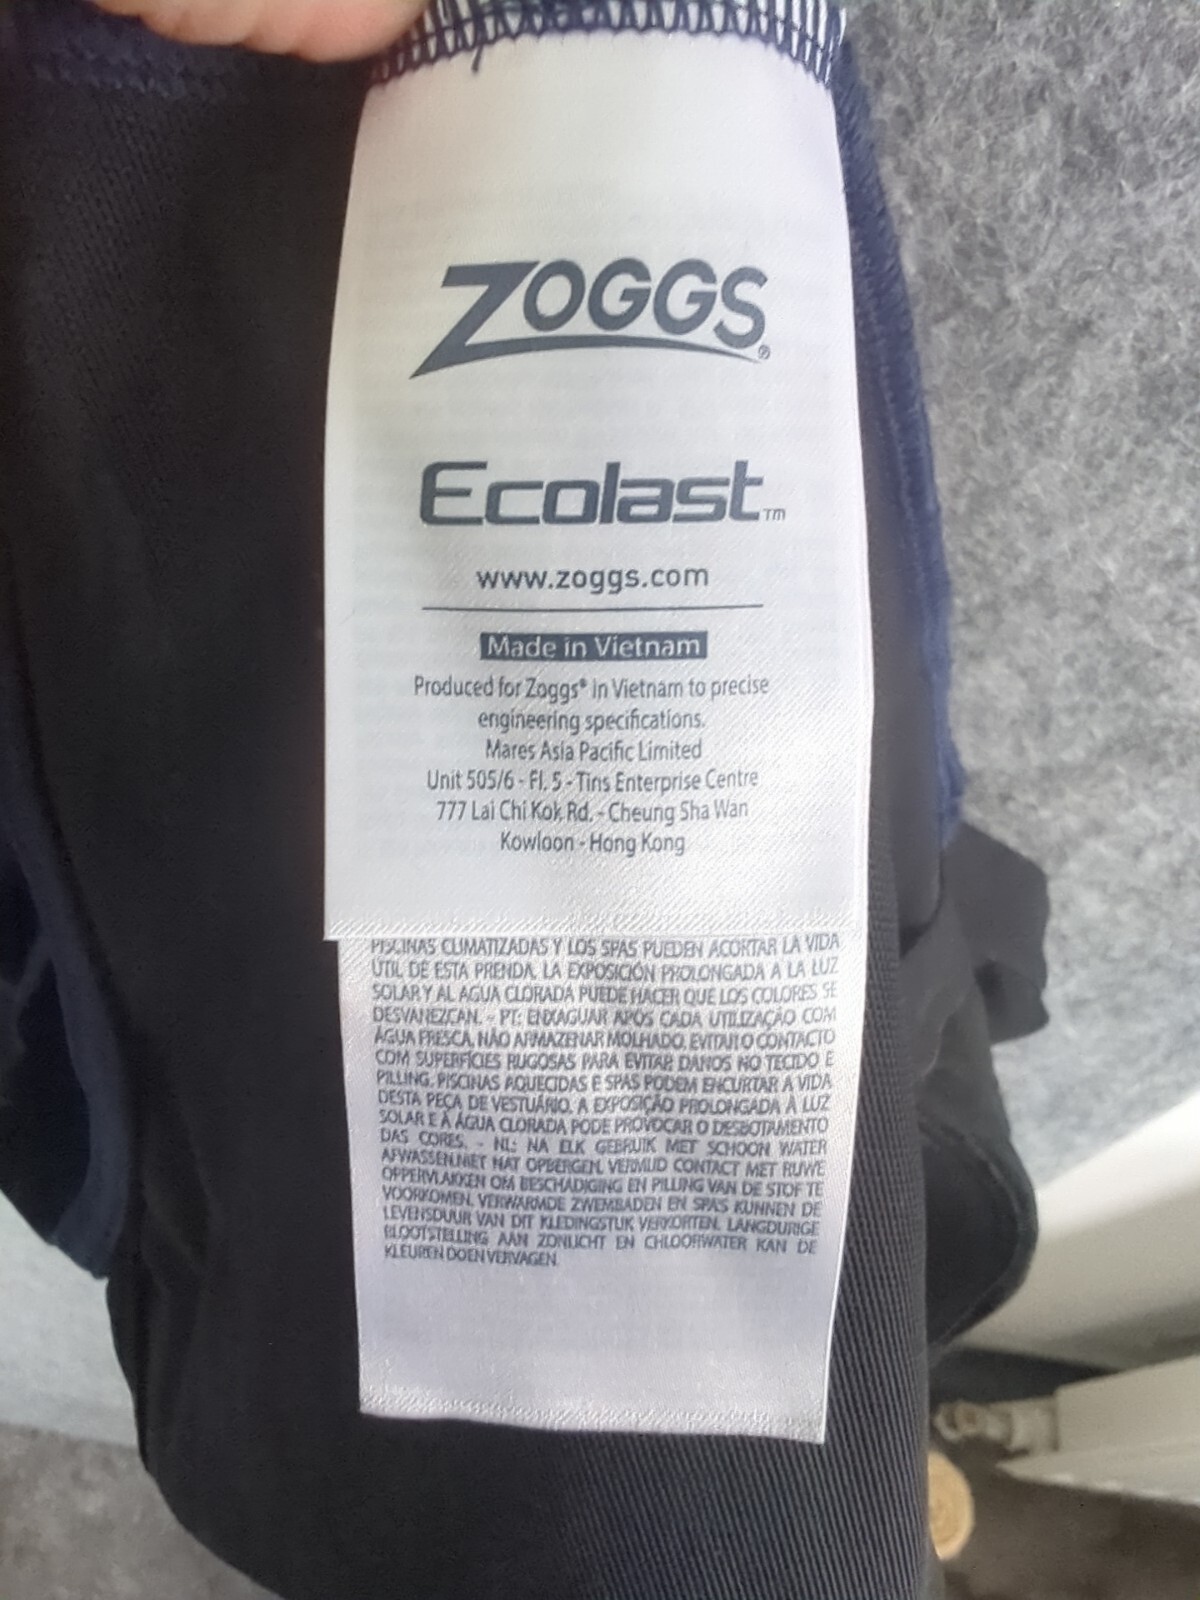 ZOGGS®
Ecolast™
www.zoggs.com
Made in Vietnam
Produced for Zoggs® in Vietnam to precise
engineering specifications.
Mares Asia Pacific Limited
Unit 505/6 - Fl. 5 - Tins Enterprise Centre
777 Lai Chi Kok Rd. - Cheung Sha Wan
Kowloon - Hong Kong
PISCINAS CLIMATIZADAS Y LOS SPAS PUEDEN ACORTAR LA VIDA
ÚTIL DE ESTA PRENDA. LA EXPOSICIÓN PROLONGADA A LA LUZ
SOLAR Y AL AGUA CLORADA PUEDE HACER QUE LOS COLORES SE
DESVANEZCAN. - PT: ENXAGUAR APÓS CADA UTILIZAÇÃO COM
ÁGUA FRESCA. NÃO ARMAZENAR MOLHADO. EVITAR O CONTACTO
COM SUPERFÍCIES RUGOSAS PARA EVITAR DANOS NO TECIDO E
PILLING. PISCINAS AQUECIDAS E SPAS PODEM ENCURTAR A VIDA
DESTA PEÇA DE VESTUÁRIO. A EXPOSIÇÃO PROLONGADA À LUZ
SOLAR E À ÁGUA CLORADA PODE PROVOCAR O DESBOTAMENTO
DAS CORES. - NL: NA ELK GEBRUIK MET SCHOON WATER
AFWASSEN.NIET NAT OPBERGEN. VERMIJD CONTACT MET RUWE
OPPERVLAKKEN OM BESCHADIGING EN PILLING VAN DE STOF TE
VOORKOMEN. VERWARMDE ZWEMBADEN EN SPA'S KUNNEN DE
LEVENSDUUR VAN DIT KLEDINGSTUK VERKORTEN. LANGDURIGE
BLOOTSTELLING AAN ZONLICHT EN CHLOORWATER KAN DE
KLEUREN DOEN VERVAGEN.